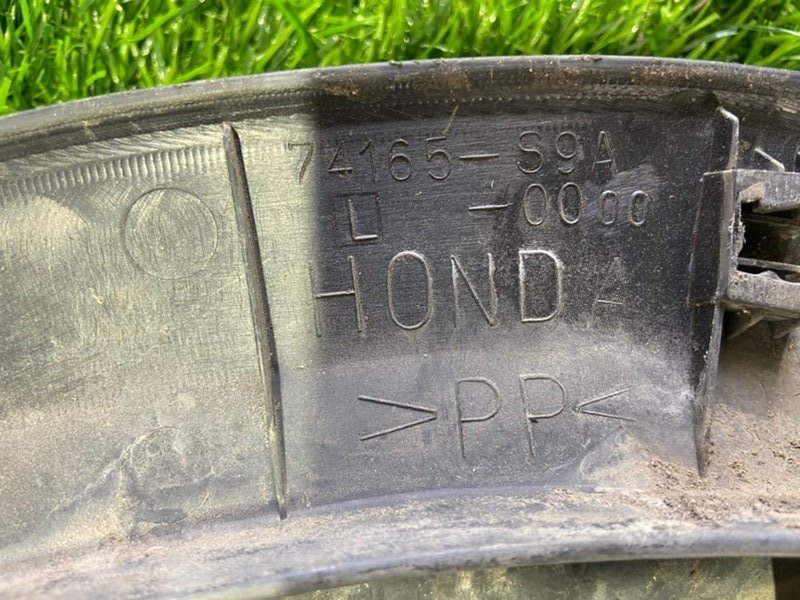 74165-S9A
L -0000
HONDA
>PP<